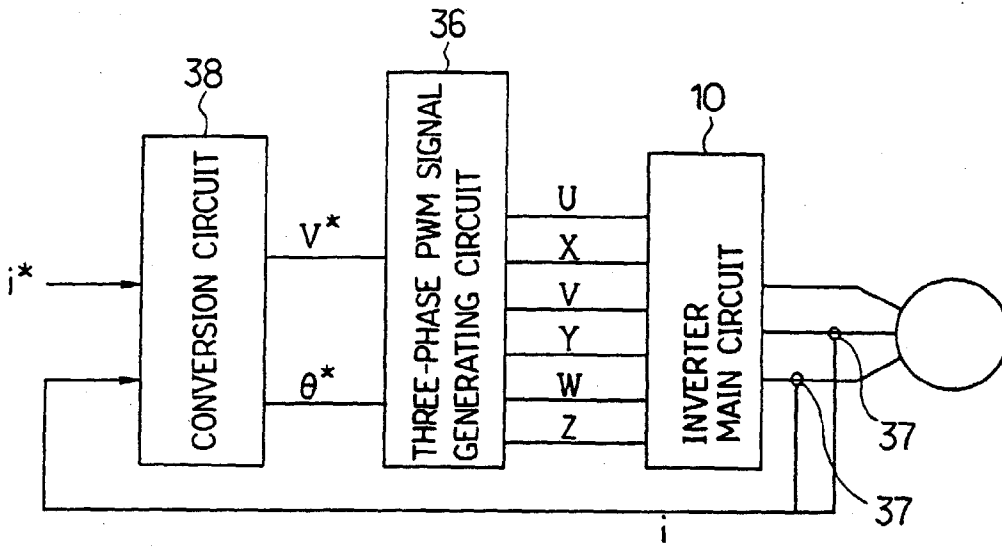 38
36
10
CONVERSION CIRCUIT
THREE-PHASE PWM SIGNAL
GENERATING CIRCUIT
INVERTER
MAIN CIRCUIT
i*
V*
θ*
U
X
V
Y
W
Z
37
37
i